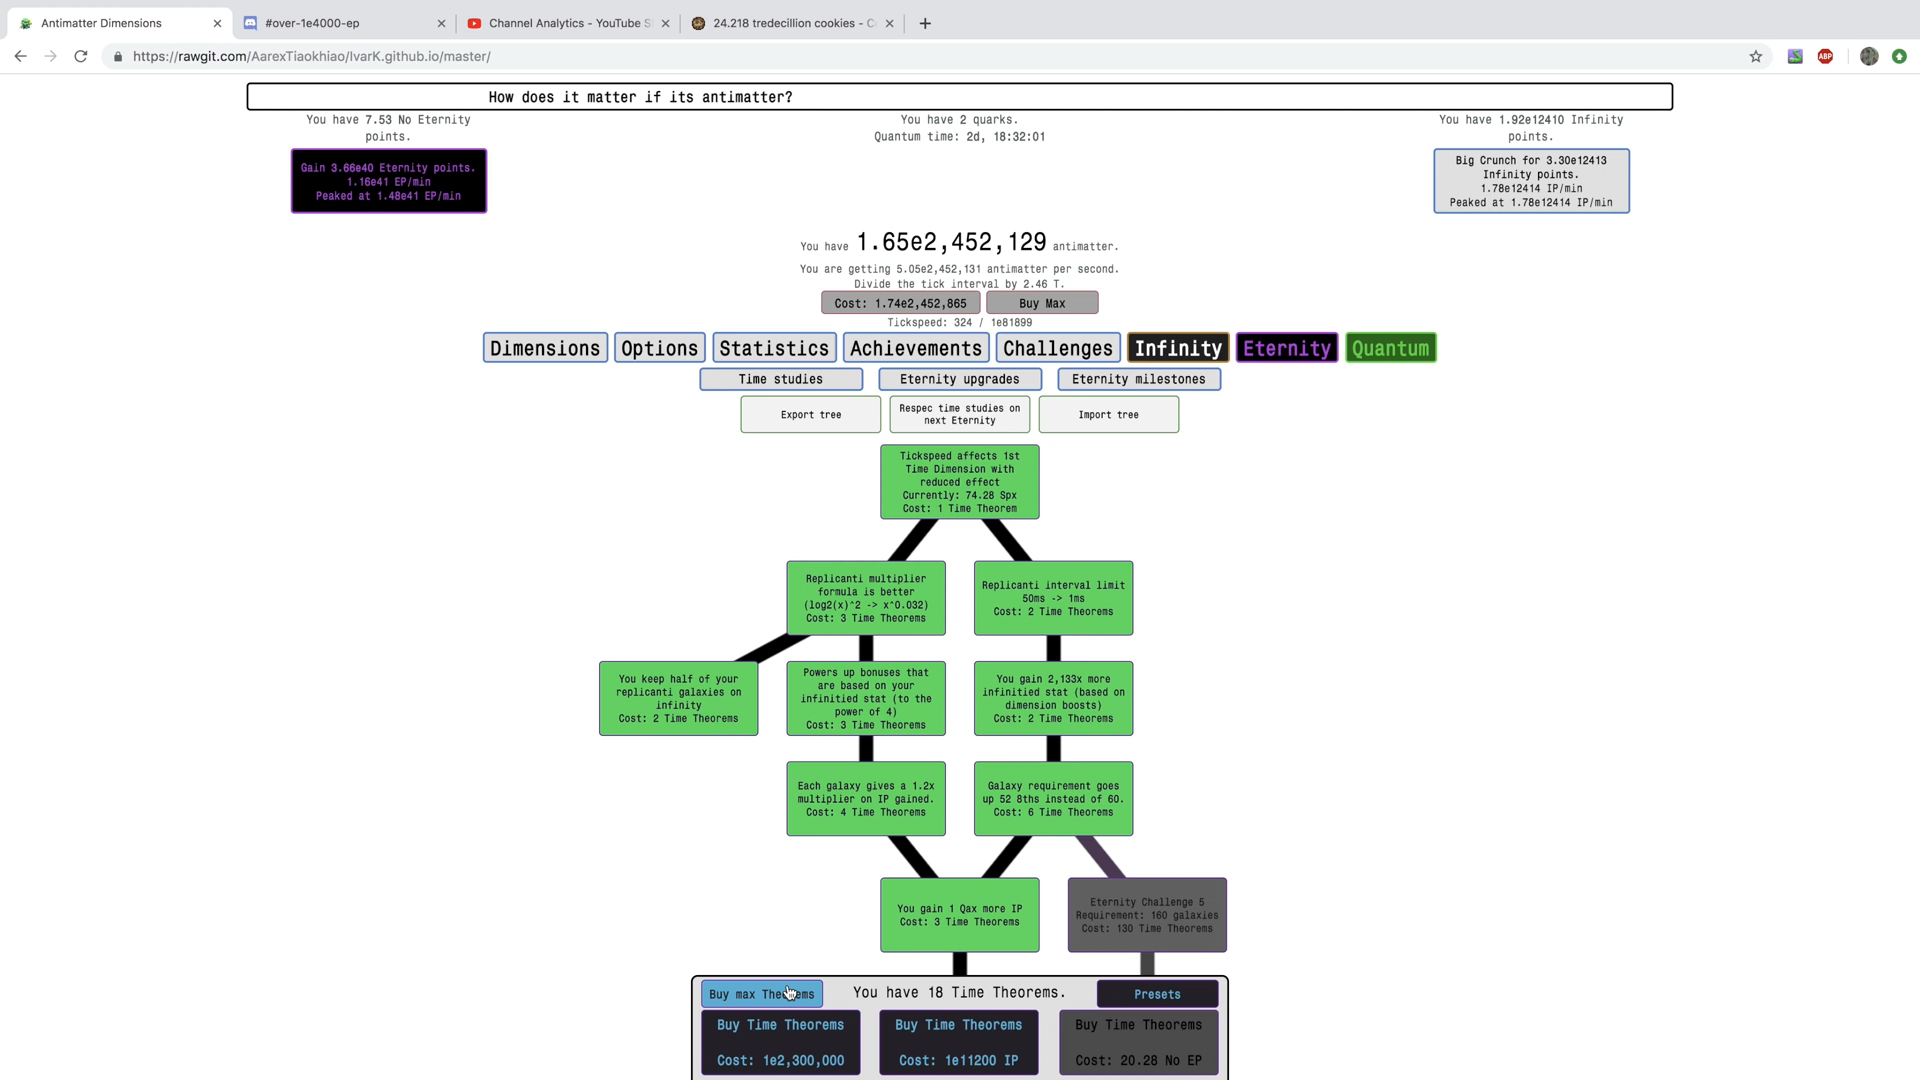 Antimatter Dimensions
#over-1e4000-ep
Channel Analytics - YouTube S
24.218 tredecillion cookies - C
https://rawgit.com/AarexTiaokhiao/IvarK.github.io/master/
ABP
How does it matter if its antimatter?
You have 7.53 No Eternity
points.
Gain 3.66e40 Eternity points.
1.16e41 EP/min
Peaked at 1.48e41 EP/min
You have 2 quarks.
Quantum time: 2d, 18:32:01
You have 1.92e12410 Infinity
points.
Big Crunch for 3.30e12413
Infinity points.
1.78e12414 IP/min
Peaked at 1.78e12414 IP/min
You have 1.65e2,452,129 antimatter.
You are getting 5.05e2,452,131 antimatter per second.
Divide the tick interval by 2.46 T.
Cost: 1.74e2,452,865
Buy Max
Tickspeed: 324 / 1e81899
Dimensions
Options
Statistics
Achievements
Challenges
Infinity
Eternity
Quantum
Time studies
Eternity upgrades
Eternity milestones
Export tree
Respec time studies on
next Eternity
Import tree
Tickspeed affects 1st
Time Dimension with
reduced effect
Currently: 74.28 Spx
Cost: 1 Time Theorem
Replicanti multiplier
formula is better
(log2(x)^2 -> x^0.032)
Cost: 3 Time Theorems
Replicanti interval limit
50ms -> 1ms
Cost: 2 Time Theorems
You keep half of your
replicanti galaxies on
infinity
Cost: 2 Time Theorems
Powers up bonuses that
are based on your
infinitied stat (to the
power of 4)
Cost: 3 Time Theorems
You gain 2,133x more
infinitied stat (based on
dimension boosts)
Cost: 2 Time Theorems
Each galaxy gives a 1.2x
multiplier on IP gained.
Cost: 4 Time Theorems
Galaxy requirement goes
up 52 8ths instead of 60.
Cost: 6 Time Theorems
You gain 1 Qax more IP
Cost: 3 Time Theorems
Eternity Challenge 5
Requirement: 160 galaxies
Cost: 130 Time Theorems
Buy max Theorems
You have 18 Time Theorems.
Presets
Buy Time Theorems
Cost: 1e2,300,000
Buy Time Theorems
Cost: 1e11200 IP
Buy Time Theorems
Cost: 20.28 No EP